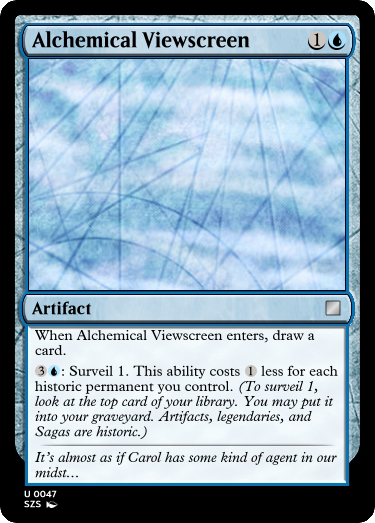 Alchemical Viewscreen 1
Artifact
When Alchemical Viewscreen enters, draw a
card.
3: Surveil 1. This ability costs 1 less for each
historic permanent you control. (To surveil 1,
look at the top card of your library. You may put it
into your graveyard. Artifacts, legendaries, and
Sagas are historic.)
It's almost as if Carol has some kind of agent in our
midst…
U 0047
SZS